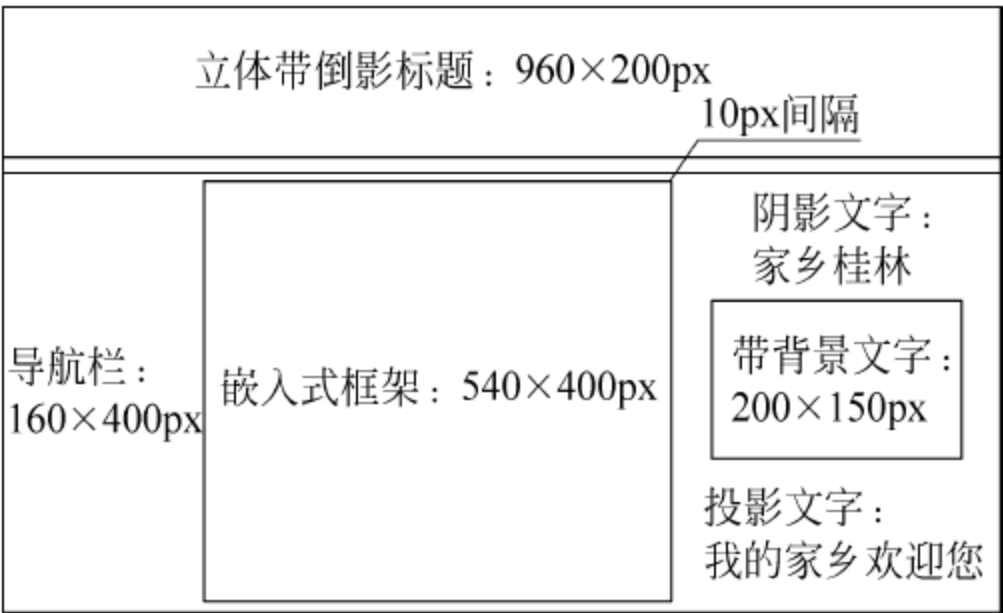 立体带倒影标题：960×200px
10px间隔
导航栏：
160×400px
嵌入式框架：540×400px
阴影文字：
家乡桂林
带背景文字：
200×150px
投影文字：
我的家乡欢迎您